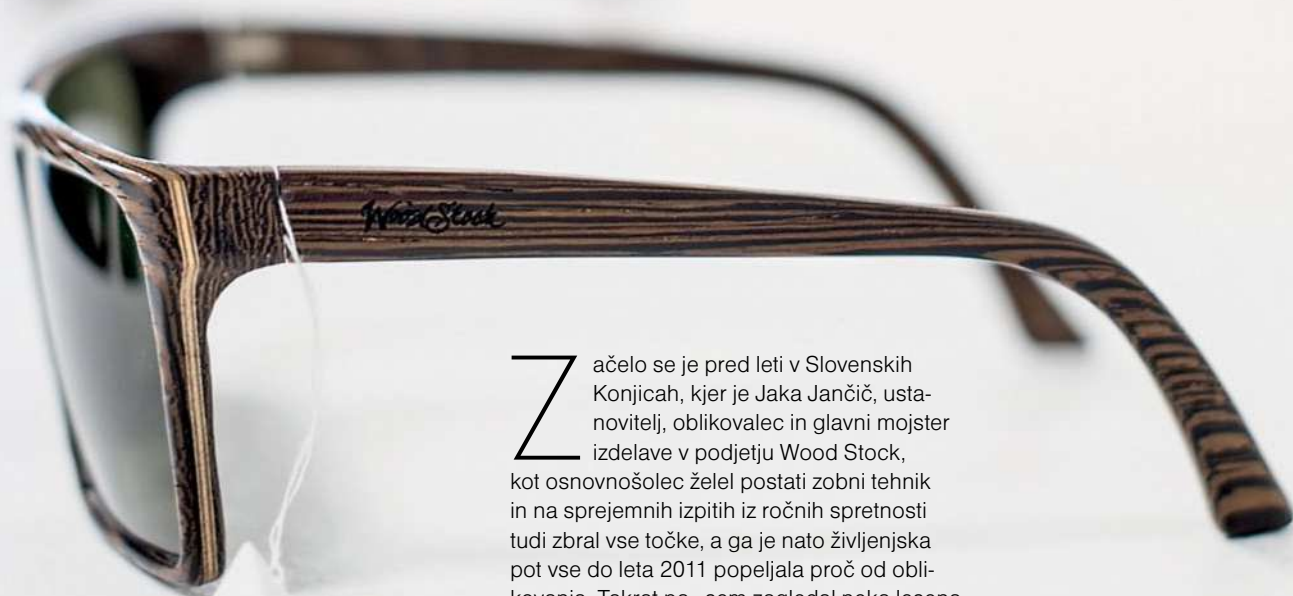 Wood Stock
Začelo se je pred leti v Slovenskih
Konjicah, kjer je Jaka Jančič, usta-
novitelj, oblikovalec in glavni mojster
izdelave v podjetju Wood Stock,
kot osnovnošolec želel postati zobni tehnik
in na sprejemnih izpitih iz ročnih spretnosti
tudi zbral vse točke, a ga je nato življenjska
pot vse do leta 2011 popeljala proč od obli-